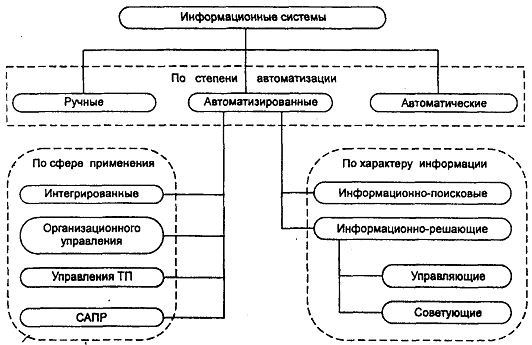 Информационные системы
По степени автоматизации
Ручные
Автоматизированные
Автоматические
По сфере применения
Интегрированные
Организационного
управления
Управления ТП
САПР
По характеру информации
Информационно-поисковые
Информационно-решающие
Управляющие
Советующие